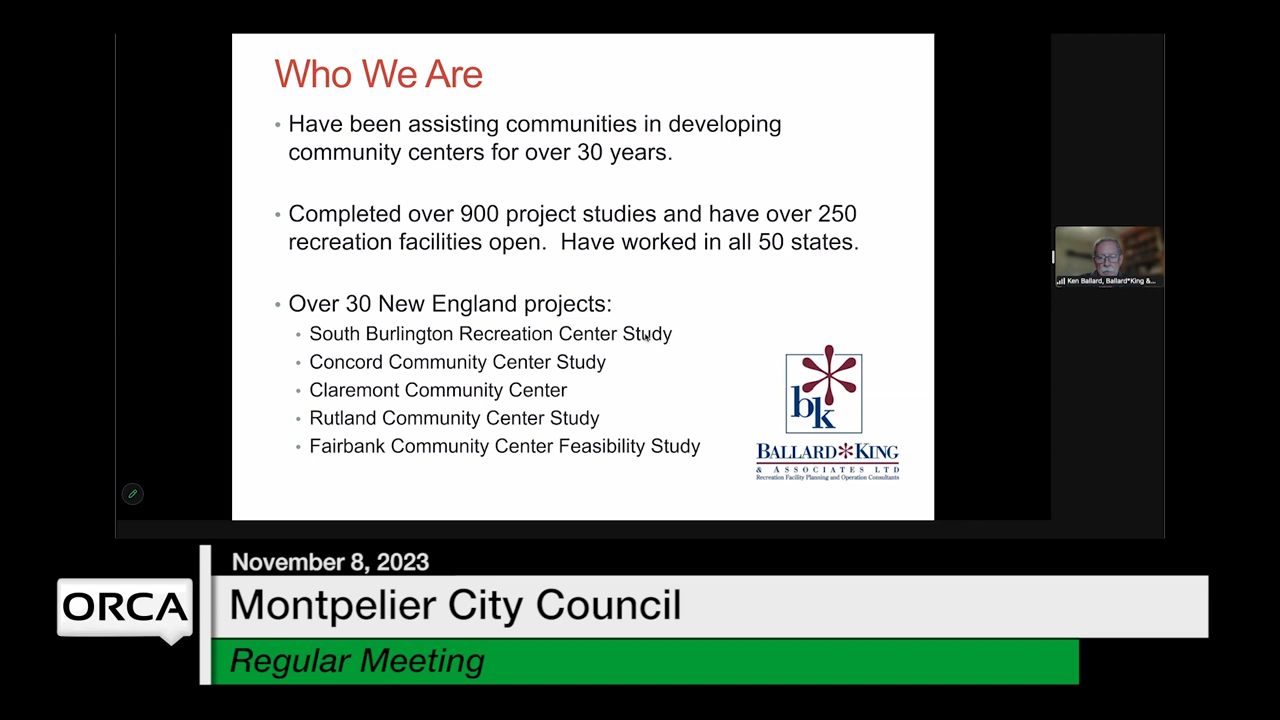 Who We Are
• Have been assisting communities in developing
community centers for over 30 years.
• Completed over 900 project studies and have over 250
recreation facilities open.  Have worked in all 50 states.
• Over 30 New England projects:
• South Burlington Recreation Center Study
• Concord Community Center Study
• Claremont Community Center
• Rutland Community Center Study
• Fairbank Community Center Feasibility Study
bk
BALLARD*KING
& ASSOCIATES LTD
Recreation Facility Planning and Operation Consultants
Ken Ballard, Ballard*King &...
November 8, 2023
ORCA
Montpelier City Council
Regular Meeting